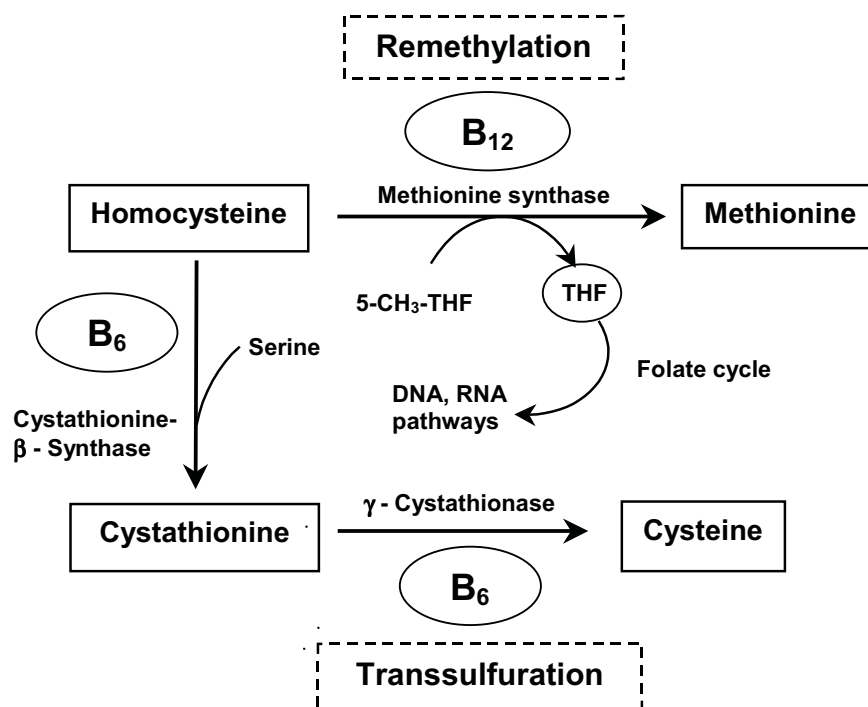 Remethylation
B₁₂
Methionine synthase
Homocysteine
Methionine
5-CH₃-THF
THF
B₆
Serine
Folate cycle
DNA, RNA
pathways
Cystathionine-
β - Synthase
γ - Cystathionase
Cystathionine
Cysteine
B₆
Transsulfuration